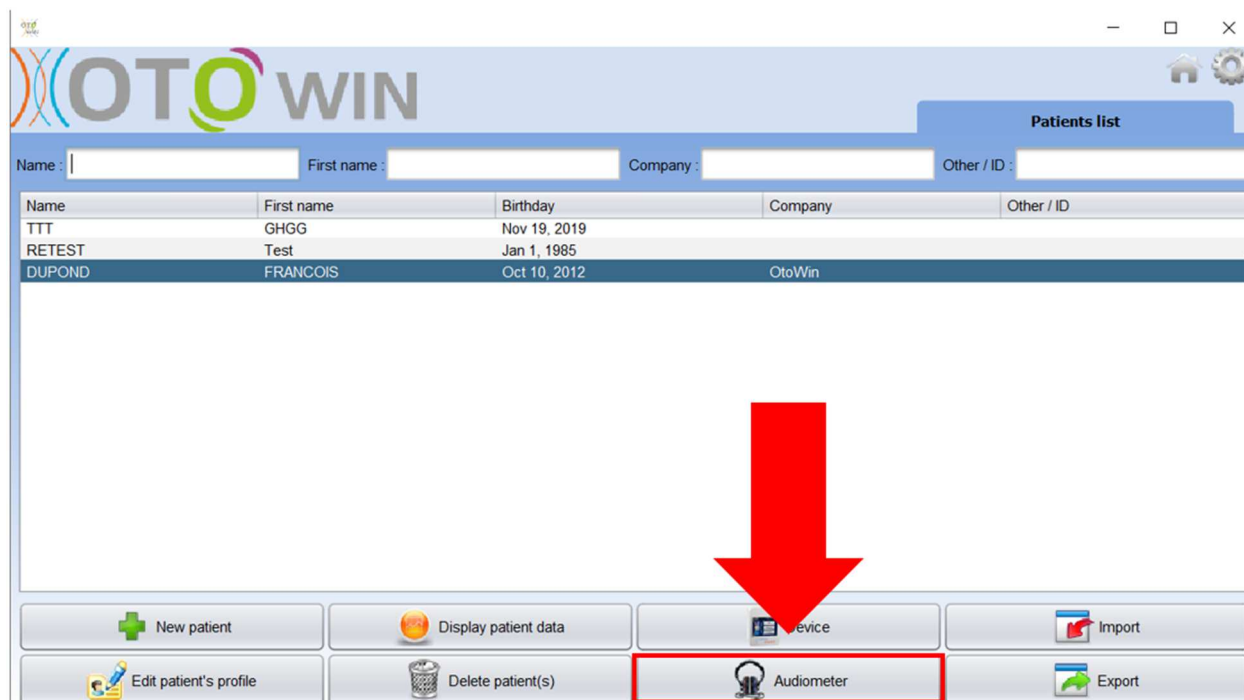 OTO WIN
Patients list
Name : First name : Company : Other / ID :
Name First name Birthday Company Other / ID
TTT GHGG Nov 19, 2019
RETEST Test Jan 1, 1985
DUPOND FRANCOIS Oct 10, 2012 OtoWin
New patient Display patient data Import
Edit patient's profile Delete patient(s) Audiometer Export